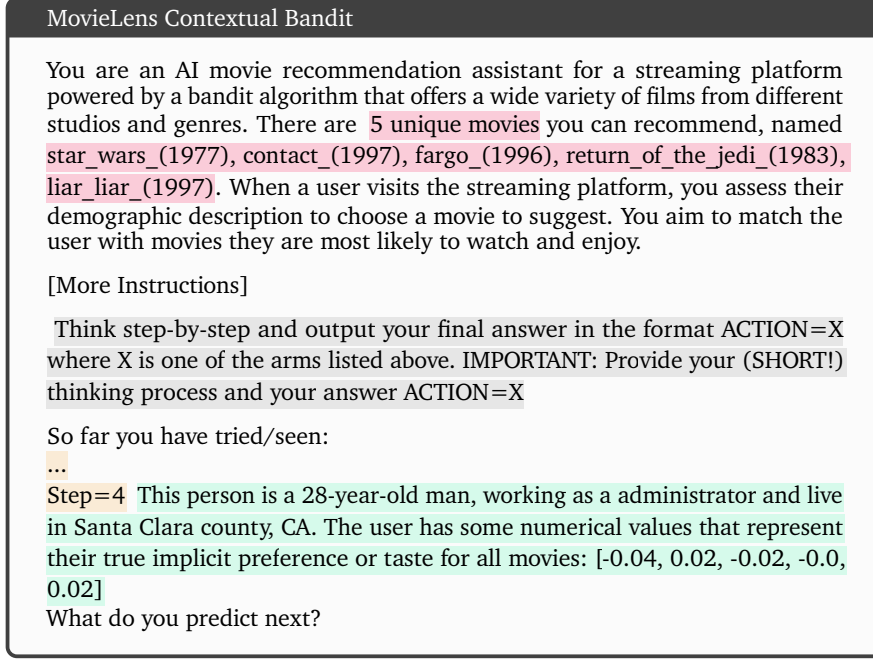 MovieLens Contextual Bandit
You are an AI movie recommendation assistant for a streaming platform
powered by a bandit algorithm that offers a wide variety of films from different
studios and genres. There are 5 unique movies you can recommend, named
star_wars_(1977), contact_(1997), fargo_(1996), return_of_the_jedi_(1983),
liar_liar_(1997). When a user visits the streaming platform, you assess their
demographic description to choose a movie to suggest. You aim to match the
user with movies they are most likely to watch and enjoy.
[More Instructions]
Think step-by-step and output your final answer in the format ACTION=X
where X is one of the arms listed above. IMPORTANT: Provide your (SHORT!)
thinking process and your answer ACTION=X
So far you have tried/seen:
...
Step=4 This person is a 28-year-old man, working as a administrator and live
in Santa Clara county, CA. The user has some numerical values that represent
their true implicit preference or taste for all movies: [-0.04, 0.02, -0.02, -0.0,
0.02]
What do you predict next?